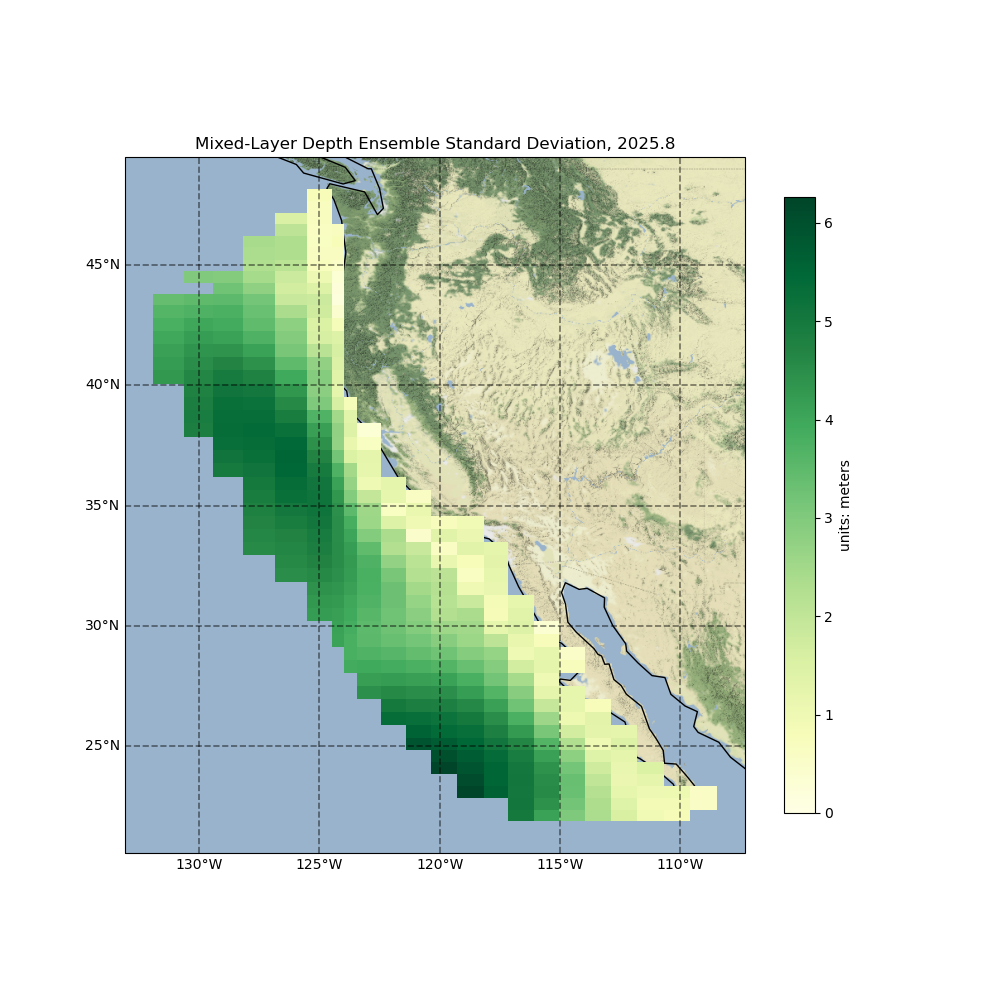 Mixed-Layer Depth Ensemble Standard Deviation, 2025.8
45°N
40°N
35°N
30°N
25°N
130°W
125°W
120°W
115°W
110°W
6
5
4
3
2
1
0
units: meters